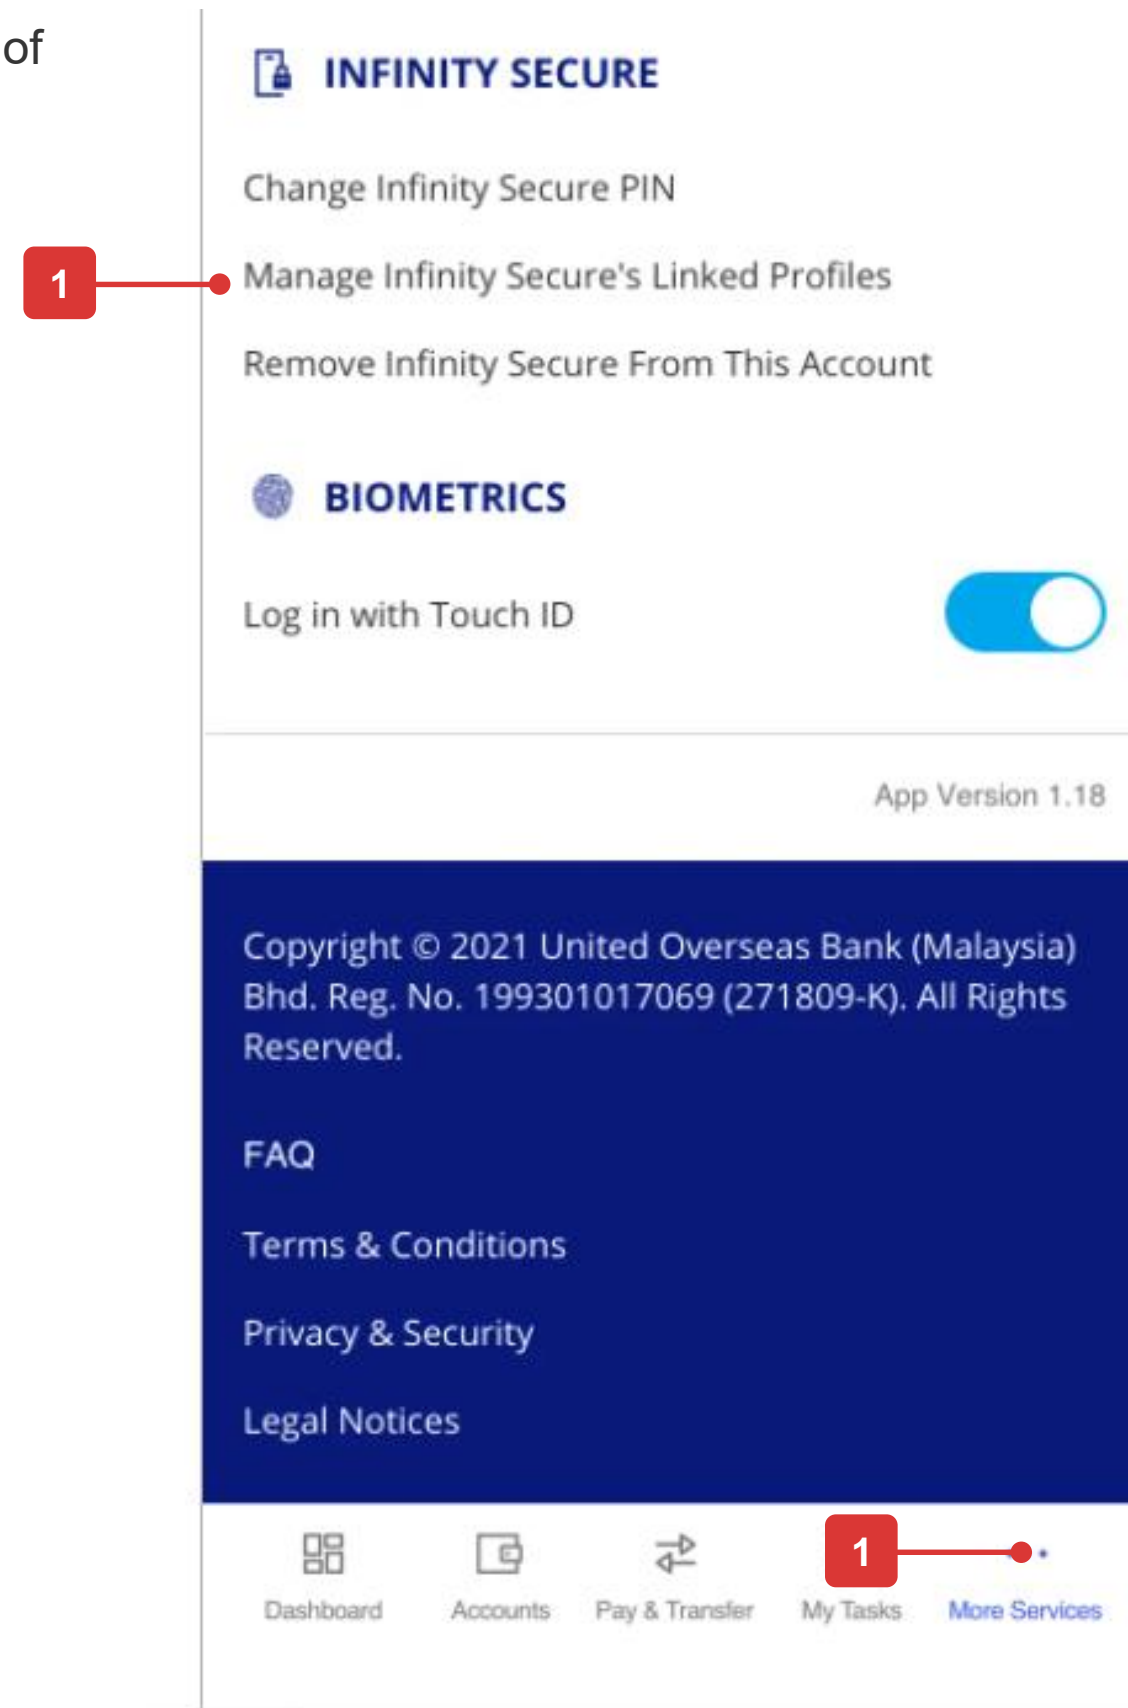 of
INFINITY SECURE
Change Infinity Secure PIN
1
Manage Infinity Secure's Linked Profiles
Remove Infinity Secure From This Account
BIOMETRICS
Log in with Touch ID
App Version 1.18
Copyright © 2021 United Overseas Bank (Malaysia)
Bhd. Reg. No. 199301017069 (271809-K). All Rights
Reserved.
FAQ
Terms & Conditions
Privacy & Security
Legal Notices
1
Dashboard Accounts Pay & Transfer My Tasks More Services